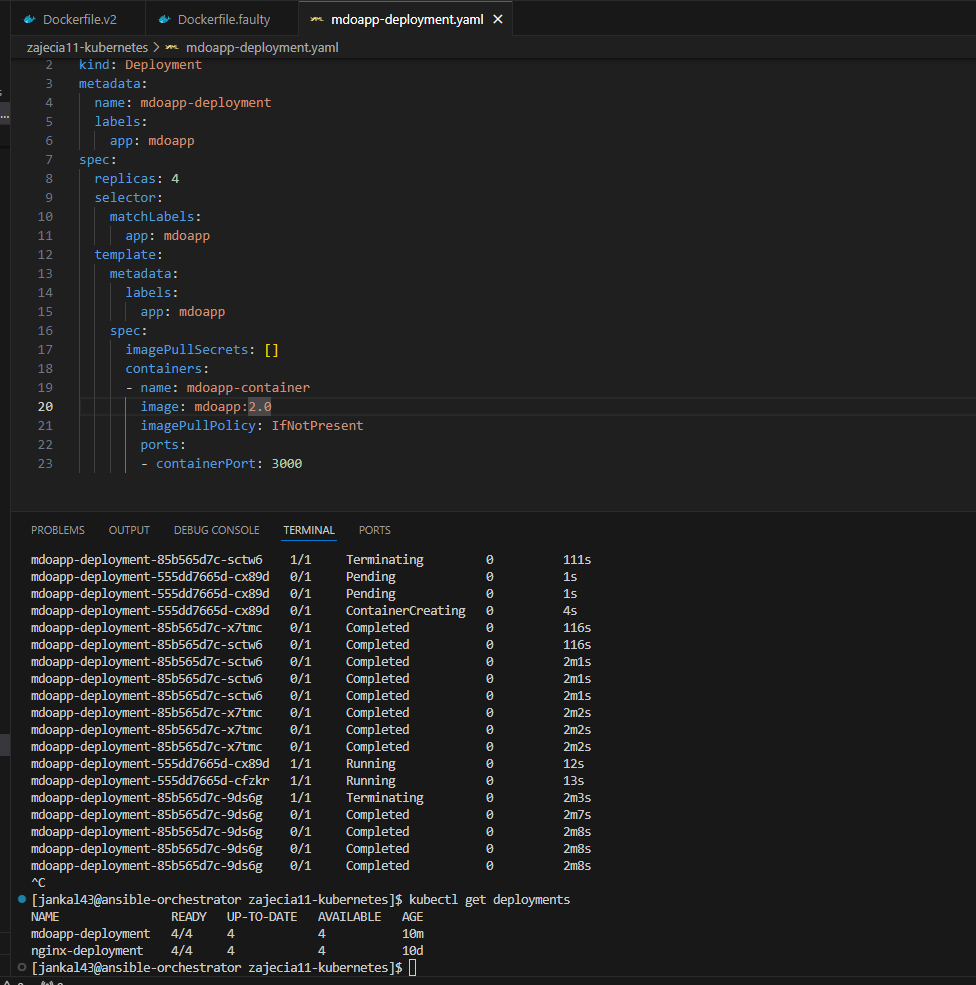 Dockerfile.v2 Dockerfile.faulty mdoapp-deployment.yaml
zajecia11-kubernetes > mdoapp-deployment.yaml
2 kind: Deployment
3 metadata:
4 name: mdoapp-deployment
5 labels:
6 app: mdoapp
7 spec:
8 replicas: 4
9 selector:
10 matchLabels:
11 app: mdoapp
12 template:
13 metadata:
14 labels:
15 app: mdoapp
16 spec:
17 imagePullSecrets: []
18 containers:
19 - name: mdoapp-container
20 image: mdoapp:2.0
21 imagePullPolicy: IfNotPresent
22 ports:
23 - containerPort: 3000
PROBLEMS OUTPUT DEBUG CONSOLE TERMINAL PORTS
mdoapp-deployment-85b565d7c-sctw6 1/1 Terminating 0 111s
mdoapp-deployment-555dd7665d-cx89d 0/1 Pending 0 1s
mdoapp-deployment-555dd7665d-cx89d 0/1 Pending 0 1s
mdoapp-deployment-555dd7665d-cx89d 0/1 ContainerCreating 0 4s
mdoapp-deployment-85b565d7c-x7tmc 0/1 Completed 0 116s
mdoapp-deployment-85b565d7c-sctw6 0/1 Completed 0 116s
mdoapp-deployment-85b565d7c-sctw6 0/1 Completed 0 2m1s
mdoapp-deployment-85b565d7c-sctw6 0/1 Completed 0 2m1s
mdoapp-deployment-85b565d7c-sctw6 0/1 Completed 0 2m1s
mdoapp-deployment-85b565d7c-x7tmc 0/1 Completed 0 2m2s
mdoapp-deployment-85b565d7c-x7tmc 0/1 Completed 0 2m2s
mdoapp-deployment-85b565d7c-x7tmc 0/1 Completed 0 2m2s
mdoapp-deployment-555dd7665d-cx89d 1/1 Running 0 12s
mdoapp-deployment-555dd7665d-cfzkr 1/1 Running 0 13s
mdoapp-deployment-85b565d7c-9ds6g 1/1 Terminating 0 2m3s
mdoapp-deployment-85b565d7c-9ds6g 0/1 Completed 0 2m7s
mdoapp-deployment-85b565d7c-9ds6g 0/1 Completed 0 2m8s
mdoapp-deployment-85b565d7c-9ds6g 0/1 Completed 0 2m8s
mdoapp-deployment-85b565d7c-9ds6g 0/1 Completed 0 2m8s
^C
[jankal43@ansible-orchestrator zajecia11-kubernetes]$ kubectl get deployments
NAME READY UP-TO-DATE AVAILABLE AGE
mdoapp-deployment 4/4 4 4 10m
nginx-deployment 4/4 4 4 10d
[jankal43@ansible-orchestrator zajecia11-kubernetes]$